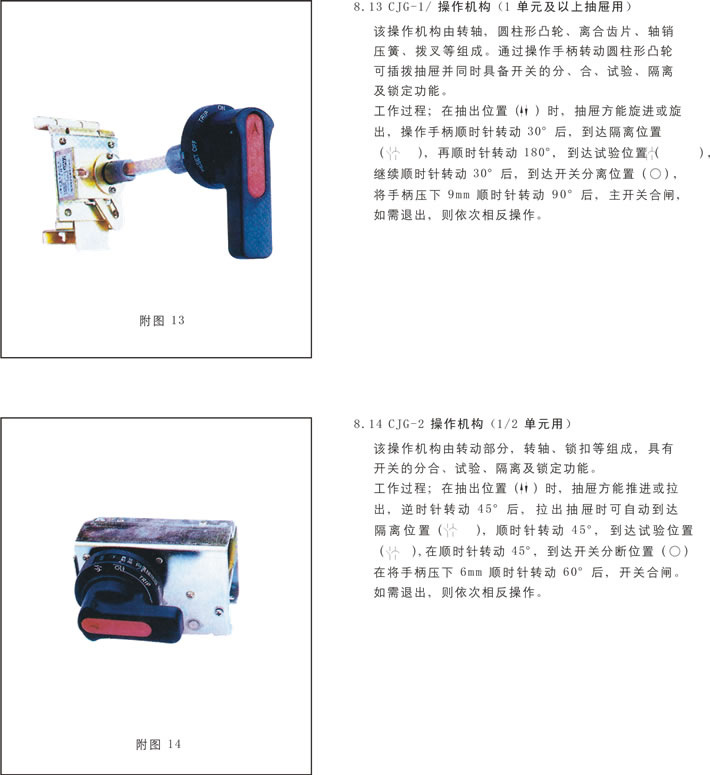 8.13 CJG-1/ 操作机构（1 单元及以上抽屉用）
该操作机构由转轴，圆柱形凸轮、离合齿片、轴销
压簧、拨叉等组成。通过操作手柄转动圆柱形凸轮
可插拨抽屉并同时具备开关的分、合、试验、隔离
及锁定功能。
工作过程；在抽出位置（ ）时，抽屉方能旋进或旋
出，操作手柄顺时针转动 30° 后，到达隔离位置
（ ），再顺时针转动 180°，到达试验位置（ ），
继续顺时针转动 30° 后，到达开关分离位置（○），
将手柄压下 9mm 顺时针转动 90° 后，主开关合闸，
如需退出，则依次相反操作。
TRIP ON
RESET OFF
附图 13
8.14 CJG-2 操作机构（1/2 单元用）
该操作机构由转动部分，转轴、锁扣等组成，具有
开关的分合、试验、隔离及锁定功能。
工作过程；在抽出位置（ ）时，抽屉方能推进或拉
出，逆时针转动 45° 后，拉出抽屉时可自动到达
隔离位置（ ），顺时针转动 45°，到达试验位置
（ ），在顺时针转动 45°，到达开关分断位置（○）
在将手柄压下 6mm 顺时针转动 60° 后，开关合闸。
如需退出，则依次相反操作。
TRIP
附图 14